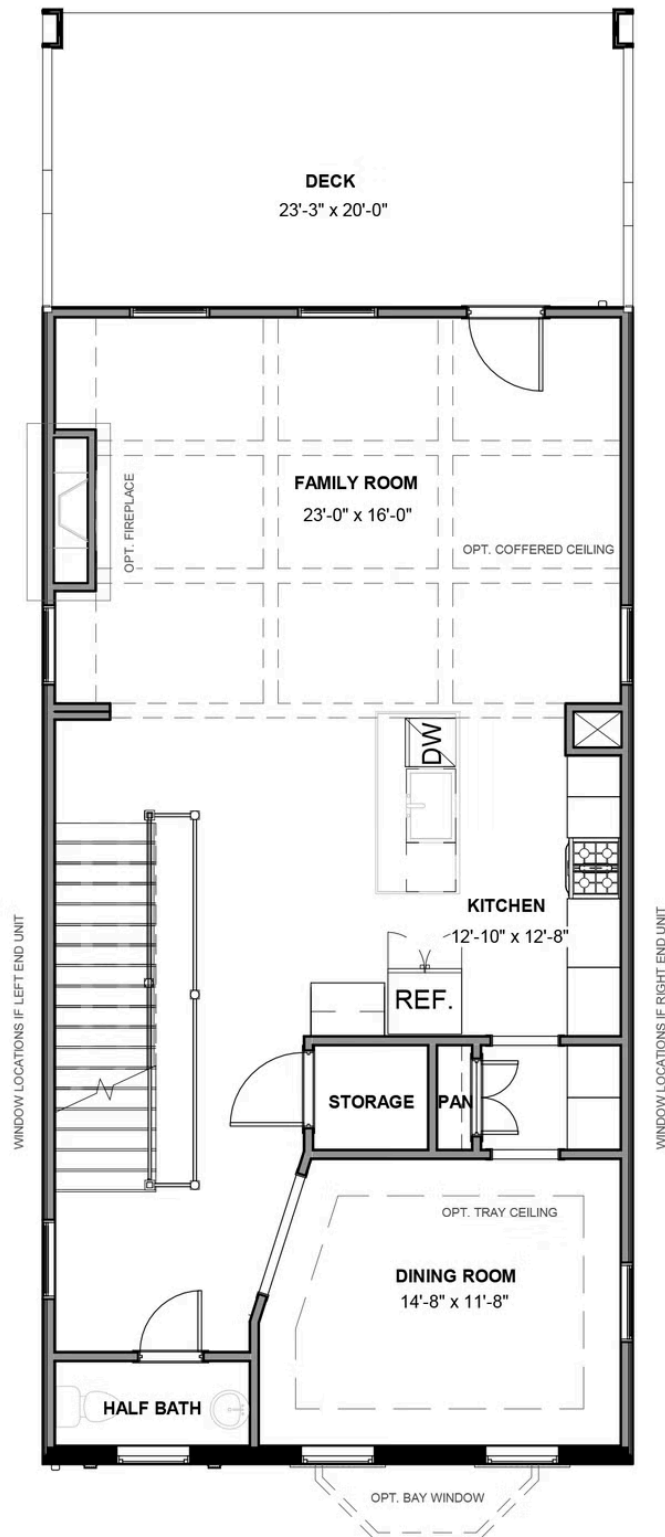 DECK
23'-3" x 20'-0"
OPT. FIREPLACE
FAMILY ROOM
23'-0" x 16'-0"
OPT. COFFERED CEILING
DW
KITCHEN
12'-10" x 12'-8"
WINDOW LOCATIONS IF LEFT END UNIT
WINDOW LOCATIONS IF RIGHT END UNIT
REF.
STORAGE
PAN
OPT. TRAY CEILING
DINING ROOM
14'-8" x 11'-8"
HALF BATH
OPT. BAY WINDOW